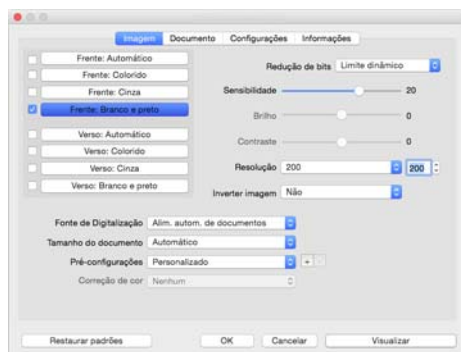 Imagem Documento Configurações Informações
Frente: Automático
Frente: Colorido
Frente: Cinza
Frente: Branco e preto
Verso: Automático
Verso: Colorido
Verso: Cinza
Verso: Branco e preto
Redução de bits Limite dinâmico
Sensibilidade 20
Brilho 0
Contraste 0
Resolução 200 200
Inverter imagem Não
Fonte de Digitalização Alim. autom. de documentos
Tamanho do documento Automático
Pré-configurações Personalizado + -
Correção de cor Nenhum
Restaurar padrões OK Cancelar Visualizar